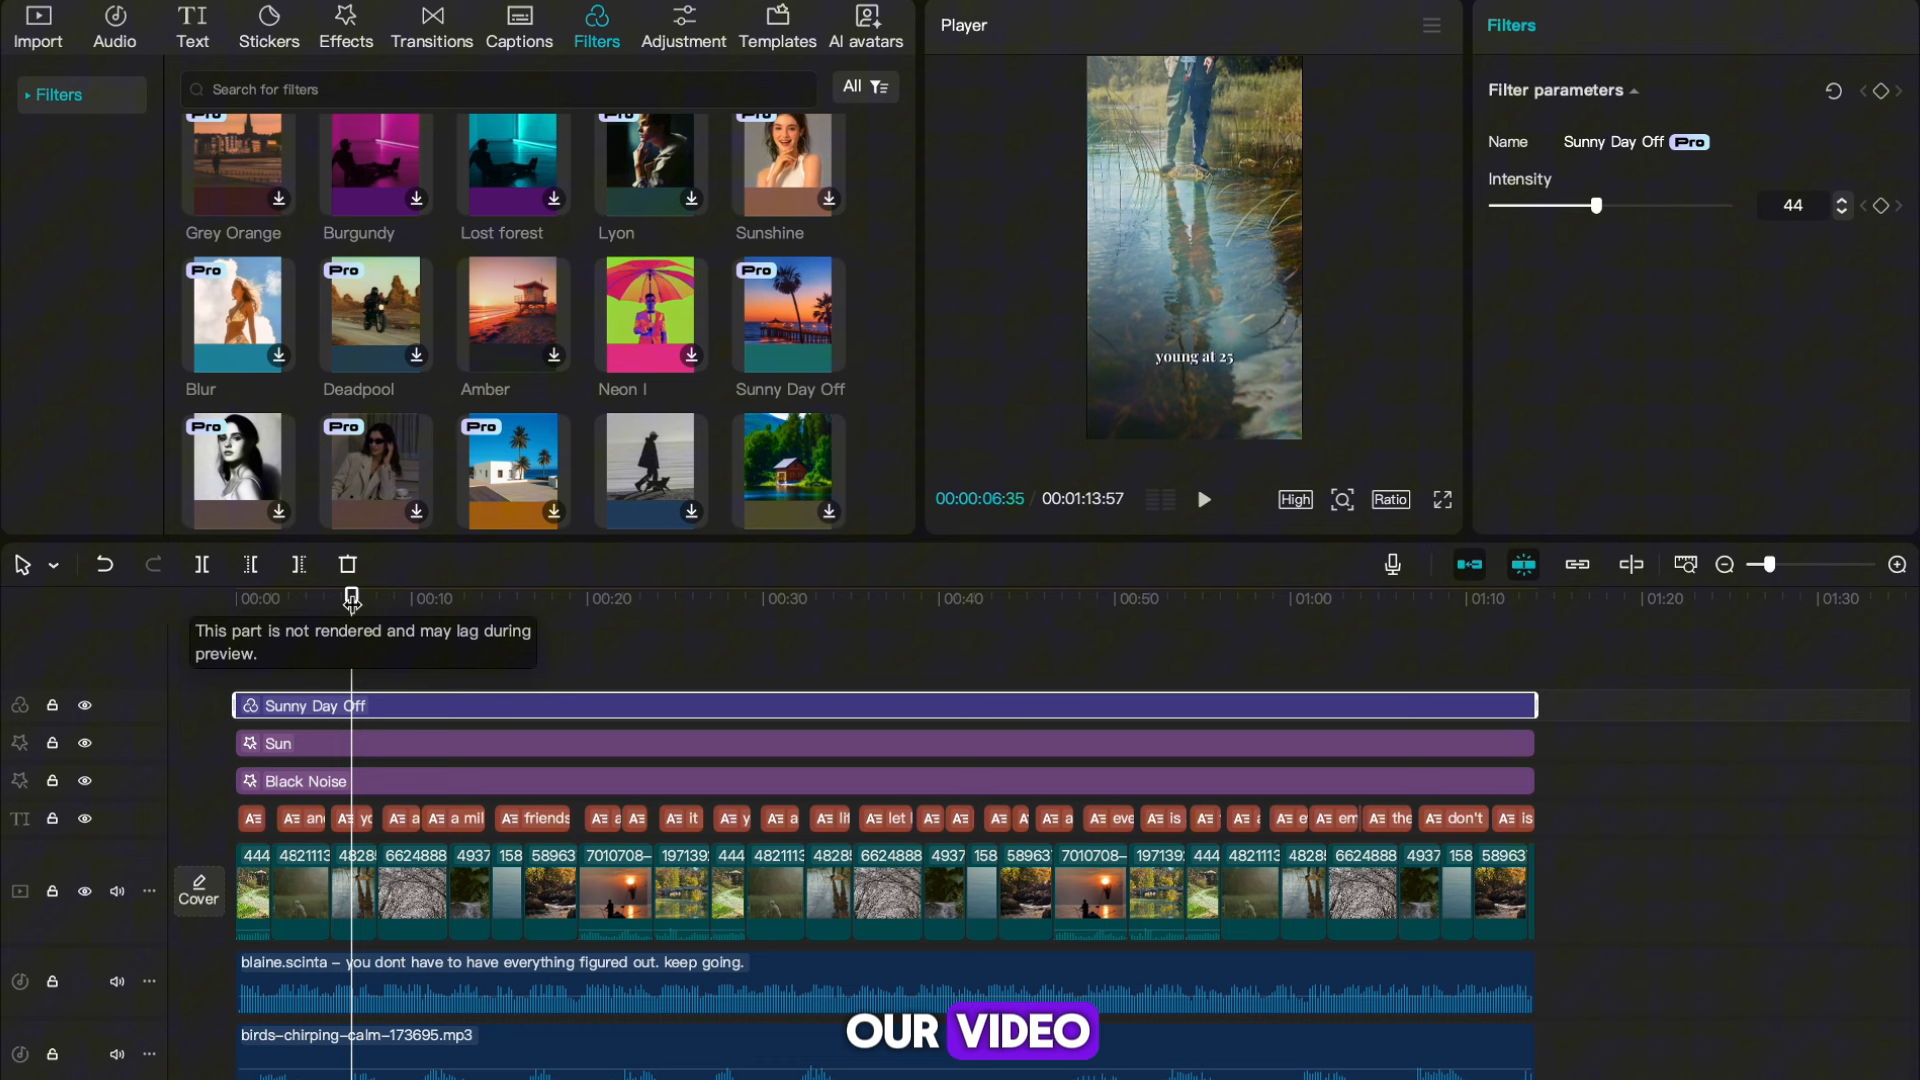 Import
Audio
Text
Stickers
Effects
Transitions
Captions
Filters
Adjustment
Templates
AI avatars
Filters
Search for filters
All
Pro
Pro
Pro
Grey Orange
Burgundy
Lost forest
Lyon
Sunshine
Pro
Pro
Pro
Blur
Deadpool
Amber
Neon I
Sunny Day Off
Pro
Pro
Pro
Player
young at 25
00:00:06:35 / 00:01:13:57
High
Ratio
Filters
Filter parameters
Name
Sunny Day Off Pro
Intensity
44
00:00
00:10
00:20
00:30
00:40
00:50
01:00
01:10
01:20
01:30
This part is not rendered and may lag during
preview.
Sunny Day Off
Sun
Black Noise
an
yo
a
a mil
friends
a
it
y
a
lif
let
A
a
eve
is
a
e
em
the
don't
is
444 4821113 4828 6624888 4937 158 58963 7010708– 197139 444 4821113 4828 6624888 4937 158 58963 7010708– 197139 444 4821113 4828 6624888 4937 158 58963
Cover
blaine.scinta – you dont have to have everything figured out. keep going.
birds–chirping–calm–173695.mp3
OUR VIDEO